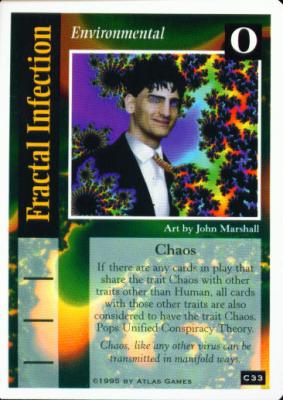 Fractal Infection
Environmental
0
Art by John Marshall
Chaos
If there are any cards in play that
share the trait Chaos with other
traits other than Human, all cards
with those other traits are also
considered to have the trait Chaos.
Pops Unified Conspiracy Theory.
Chaos, like any other virus can be
transmitted in manifold ways.
©1995 BY ATLAS GAMES
C33